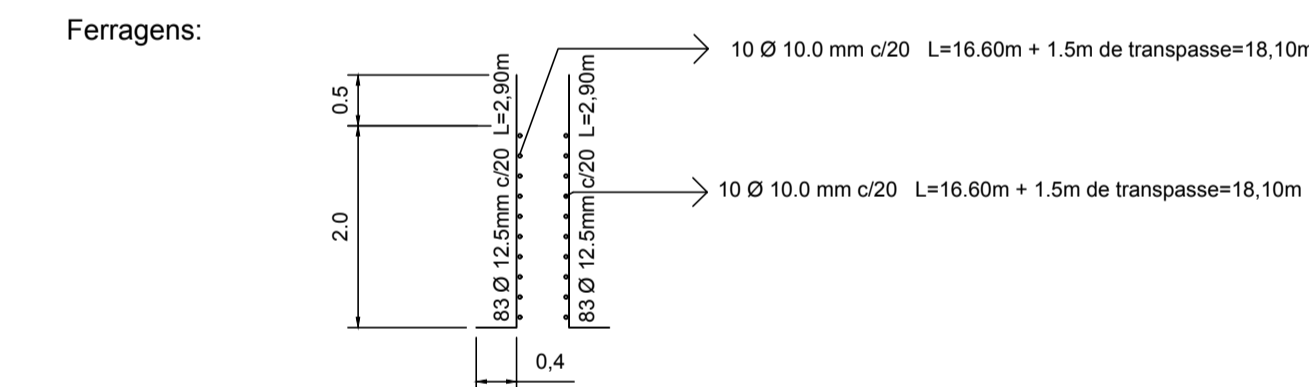 Ferragens:
10 Ø 10.0 mm c/20 L=16.60m + 1.5m de transpasse=18,10m
0.5
2.0
83 Ø 12.5mm c/20 L=2,90m
83 Ø 12.5mm c/20 L=2,90m
10 Ø 10.0 mm c/20 L=16.60m + 1.5m de transpasse=18,10m
0,4